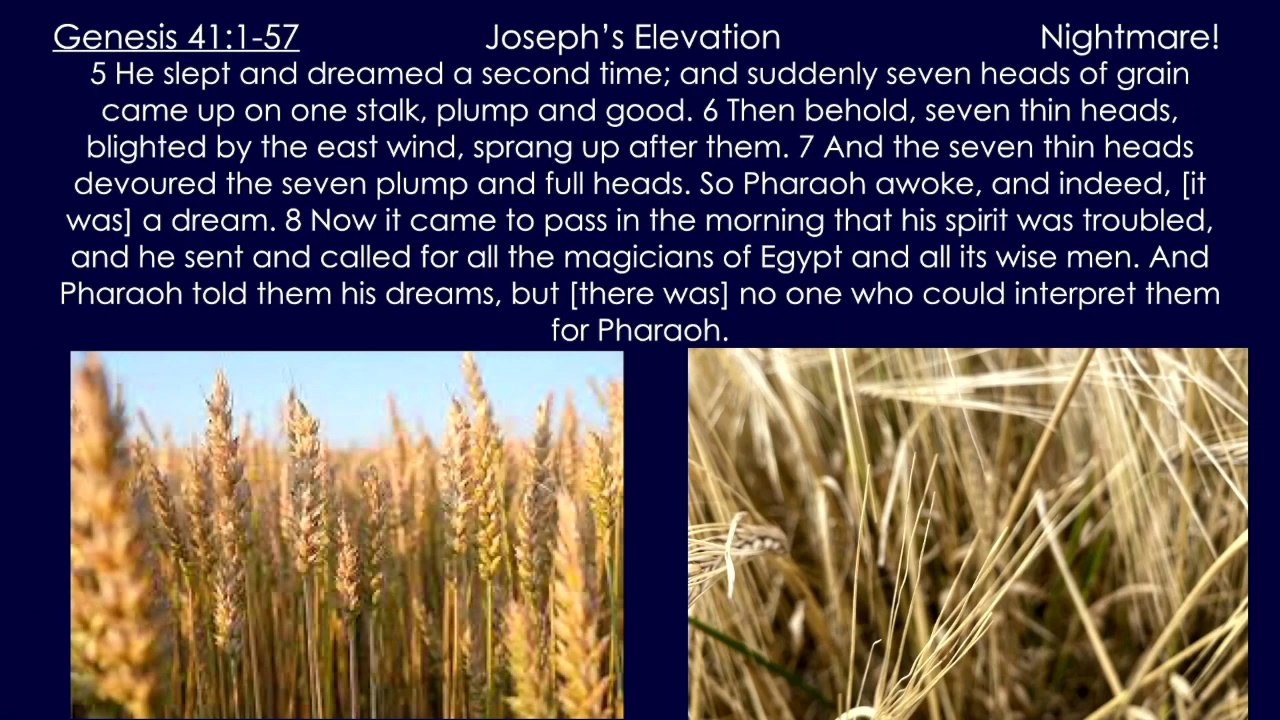 Genesis 41:1-57 Joseph’s Elevation Nightmare!
5 He slept and dreamed a second time; and suddenly seven heads of grain
came up on one stalk, plump and good. 6 Then behold, seven thin heads,
blighted by the east wind, sprang up after them. 7 And the seven thin heads
devoured the seven plump and full heads. So Pharaoh awoke, and indeed, [it
was] a dream. 8 Now it came to pass in the morning that his spirit was troubled,
and he sent and called for all the magicians of Egypt and all its wise men. And
Pharaoh told them his dreams, but [there was] no one who could interpret them
for Pharaoh.